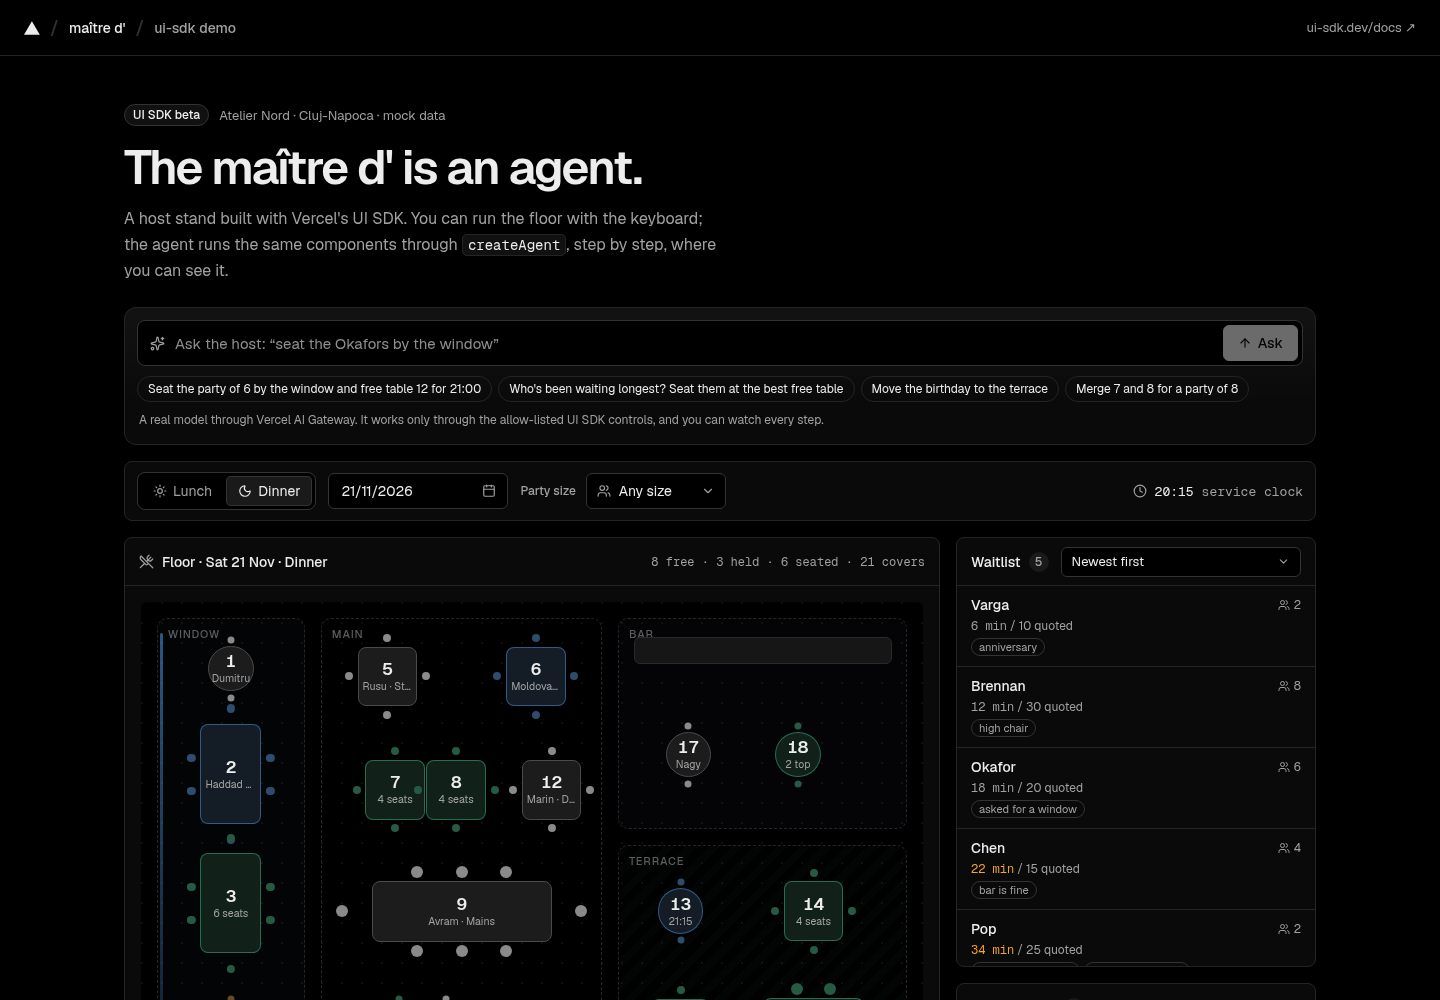 maître d'
ui-sdk demo
ui-sdk.dev/docs ↗
UI SDK beta
Atelier Nord · Cluj-Napoca · mock data
The maître d' is an agent.
A host stand built with Vercel's UI SDK. You can run the floor with the keyboard;
the agent runs the same components through createAgent, step by step, where
you can see it.
Ask the host: “seat the Okafors by the window”
Ask
Seat the party of 6 by the window and free table 12 for 21:00
Who's been waiting longest? Seat them at the best free table
Move the birthday to the terrace
Merge 7 and 8 for a party of 8
A real model through Vercel AI Gateway. It works only through the allow-listed UI SDK controls, and you can watch every step.
Lunch
Dinner
21/11/2026
Party size
Any size
20:15 service clock
Floor · Sat 21 Nov · Dinner
8 free · 3 held · 6 seated · 21 covers
WINDOW
1
Dumitru
2
Haddad ...
3
6 seats
MAIN
5
Rusu · St...
6
Moldova...
7
4 seats
8
4 seats
12
Marin · D...
9
Avram · Mains
BAR
17
Nagy
18
2 top
TERRACE
13
21:15
14
4 seats
Waitlist 5
Newest first
Varga
2
6 min / 10 quoted
anniversary
Brennan
8
12 min / 30 quoted
high chair
Okafor
6
18 min / 20 quoted
asked for a window
Chen
4
22 min / 15 quoted
bar is fine
Pop
2
34 min / 25 quoted